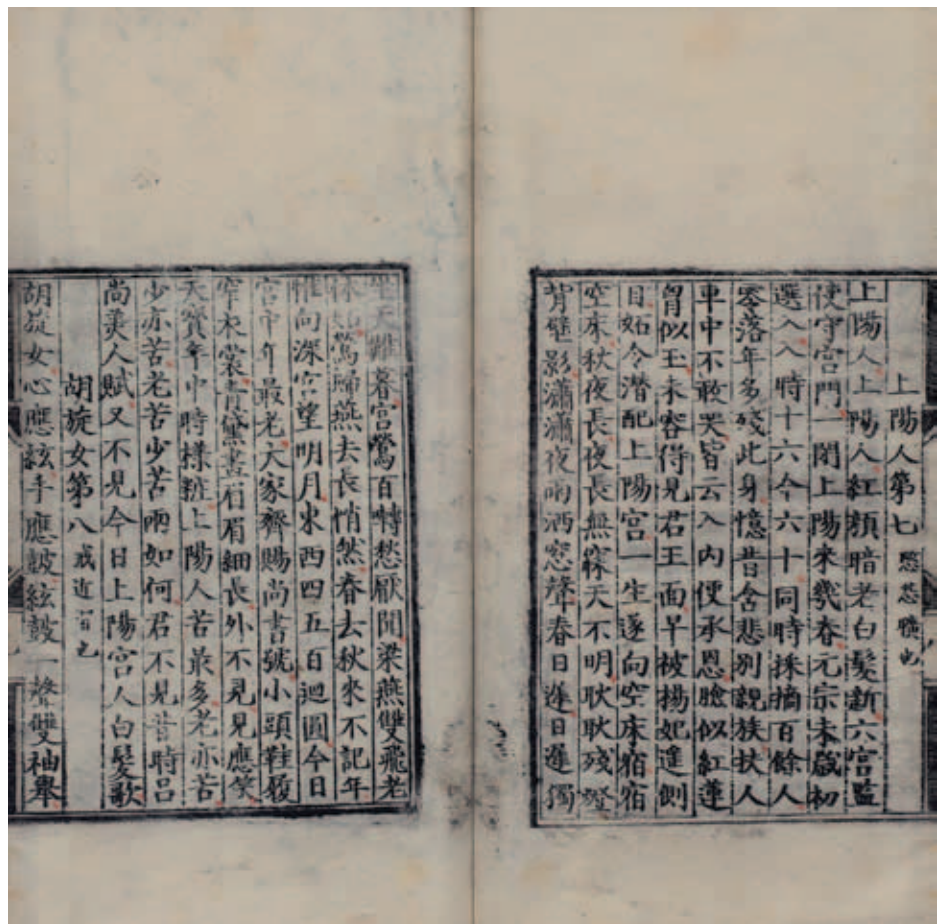 上陽人第七愍怨曠也
上陽人上陽人紅顏暗老白髮新六宮監
使守宮門一閉上陽來幾春元宗末歲初
選入入時十六今六十同時採摘百餘人
零落年多殘此身憶昔含悲別親族扶人
車中不敢哭皆云入內便承恩臉似紅蓮
胷似玉未容得見君王面早被楊妃遙側
目妬令潛配上陽宮一生遂向空床宿宿
空床秋夜長夜長無寐天不明耿耿殘燈
背壁影瀟瀟夜雨洒窓聲春日遲日遲獨
坐天難暮宮鶯百囀愁厭聞梁燕雙飛老
休妬鶯歸燕去長悄然春去秋來不記年
惟向深宮望明月東西四五百迴圓今日
宮中年最老大家齊賜尚書號小頭鞋履
窄衣裳青黛畫眉眉細長外不見見應笑
天寶年中時樣粧上陽人苦最多老亦苦
少亦苦老苦少苦兩如何君不見昔時呂
尚美人賦又不見今日上陽宮人白髮歌
胡旋女第八戒近習也
胡旋女心應絃手應鼓絃鼓一聲雙袖舉